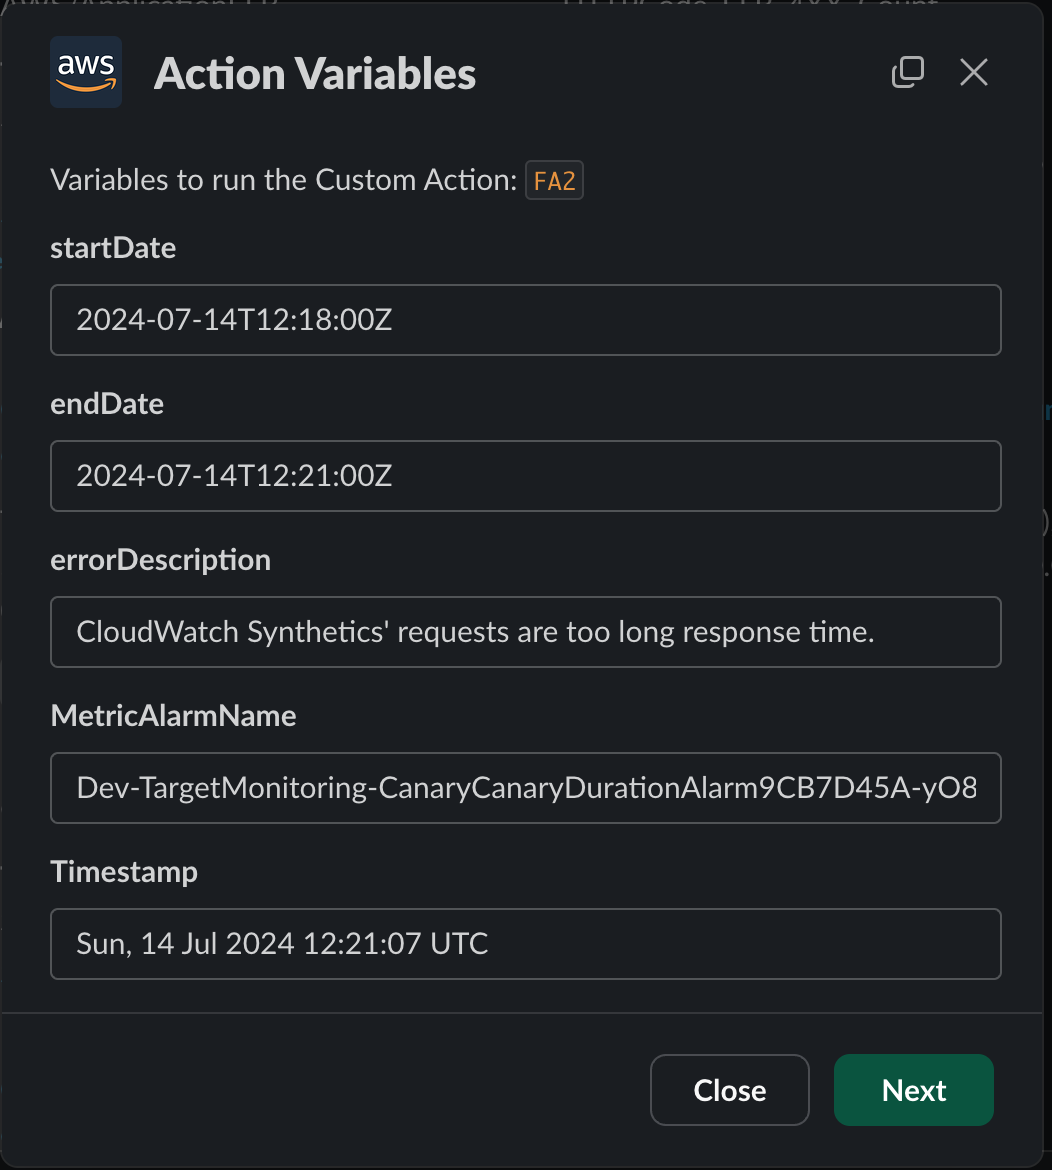 aws
Action Variables
Variables to run the Custom Action: FA2
startDate
2024-07-14T12:18:00Z
endDate
2024-07-14T12:21:00Z
errorDescription
CloudWatch Synthetics' requests are too long response time.
MetricAlarmName
Dev-TargetMonitoring-CanaryCanaryDurationAlarm9CB7D45A-yO8
Timestamp
Sun, 14 Jul 2024 12:21:07 UTC
Close
Next